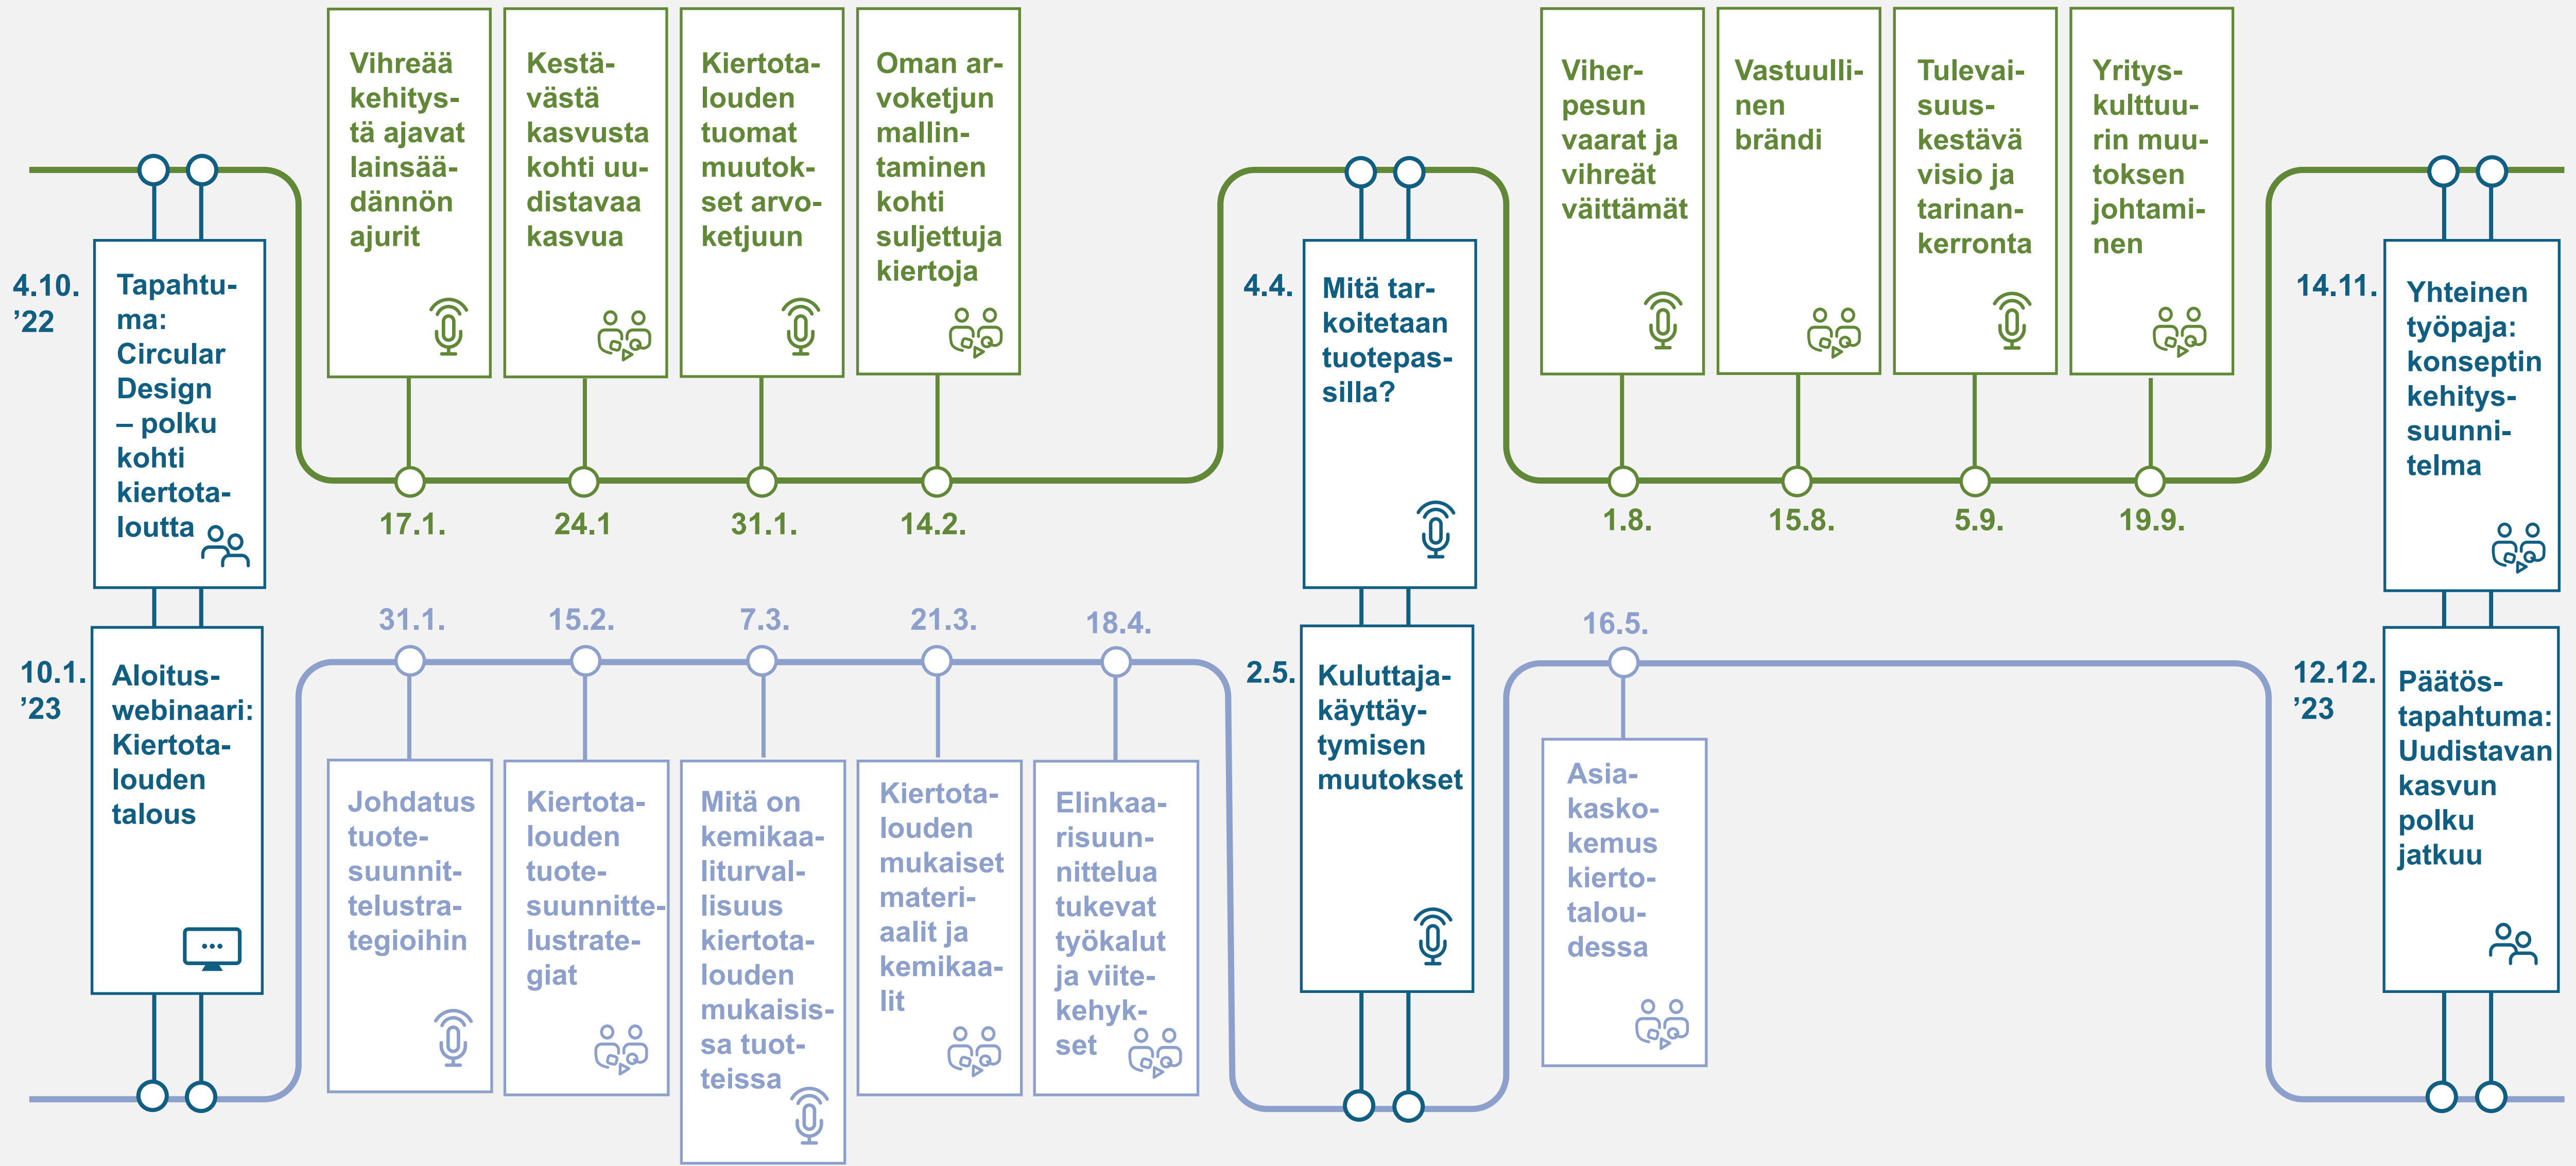 4.10.
’22
Tapahtu-
ma:
Circular
Design
– polku
kohti
kiertota-
loutta
10.1.
’23
Aloitus-
webinaari:
Kiertota-
louden
talous
Vihreää
kehitys-
tä ajavat
lainsää-
dännön
ajurit
17.1.
Kestä-
västä
kasvusta
kohti uu-
distavaa
kasvua
24.1
Kiertota-
louden
tuomat
muutok-
set arvo-
ketjuun
31.1.
Oman ar-
voketjun
mallin-
taminen
kohti
suljettuja
kiertoja
14.2.
31.1.
Johdatus
tuote-
suunnit-
telustra-
tegioihin
15.2.
Kiertota-
louden
tuote-
suunnitte-
lustrate-
giat
7.3.
Mitä on
kemikaa-
liturval-
lisuus
kiertota-
louden
mukaisis-
sa tuot-
teissa
21.3.
Kiertota-
louden
mukaiset
materi-
aalit ja
kemikaa-
lit
18.4.
Elinkaa-
risuun-
nittelua
tukevat
työkalut
ja viite-
kehyk-
set
4.4.
Mitä tar-
koitetaan
tuotepas-
silla?
2.5.
Kuluttaja-
käyttäy-
tymisen
muutokset
Viher-
pesun
vaarat ja
vihreät
väittämät
1.8.
Vastuulli-
nen
brändi
15.8.
Tulevai-
suus-
kestävä
visio ja
tarinan-
kerronta
5.9.
Yritys-
kulttuu-
rin muu-
toksen
johtami-
nen
19.9.
16.5.
Asia-
kasko-
kemus
kierto-
talou-
dessa
14.11.
Yhteinen
työpaja:
konseptin
kehitys-
suunni-
telma
12.12.
’23
Päätös-
tapahtuma:
Uudistavan
kasvun
polku
jatkuu